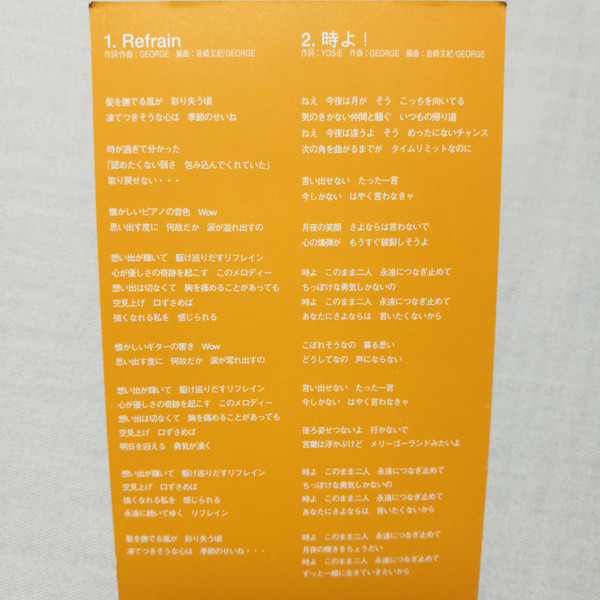 1. Refrain
作詞/作曲：GEORGE　編曲：岩崎文紀/GEORGE
髪を撫でる風が　彩り失う頃
凍てつきそうな心は　季節のせいね
時が過ぎて分かった
「認めたくない弱さ　包み込んでくれていた」
取り戻せない・・・
懐かしいピアノの音色　Wow
思い出す度に　何故だか　涙が溢れ出すの
想い出が輝いて　駆け巡りだすリフレイン
心が優しさの奇跡を起こす　このメロディー
想い出は切なくて　胸を痛めることがあっても
空見上げ　口ずさめば
強くなれる私を　感じられる
懐かしいギターの響き　Wow
思い出す度に　何故だか　涙が零れ出すの
想い出が輝いて　駆け巡りだすリフレイン
心が優しさの奇跡を起こす　このメロディー
想い出は切なくて　胸を痛めることがあっても
空見上げ　口ずさめば
明日を迎える　勇気が湧く
想い出が輝いて　駆け巡りだすリフレイン
空見上げ　口ずさめば
強くなれる私を　感じられる
永遠に続いてゆく　リフレイン
髪を撫でる風が　彩り失う頃
凍てつきそうな心は　季節のせいね・・・
2. 時よ！
作詞：YOS名　作曲：GEORGE　編曲：岩崎文紀/GEORGE
ねえ　今夜は月が　そう　こっちを向いてる
気のきかない仲間と騒ぐ　いつもの帰り道
ねえ　今夜は違うよ　そう　めったにないチャンス
次の角を曲がるまでが　タイムリミットなのに
言い出せない　たった一言
今しかない　はやく言わなきゃ
月夜の笑顔　さよならは言わないで
心の爆弾が　もうすぐ破裂しそうよ
時よ　このまま二人　永遠につなぎ止めて
ちっぽけな勇気しかないの
時よ　このまま二人　永遠につなぎ止めて
あなたにさよならは　言いたくないから
こぼれそうなの　募る思い
どうしてなの　声にならない
言い出せない　たった一言
今しかない　はやく言わなきゃ
後ろ姿せつないよ　行かないで
言葉は浮かぶけど　メリーゴーランドみたいよ
時よ　このまま二人　永遠につなぎ止めて
ちっぽけな勇気しかないの
時よ　このまま二人　永遠につなぎ止めて
あなたにさよならは　言いたくないから
時よ　このまま二人　永遠につなぎ止めて
月夜の輝きをちょうだい
時よ　このまま二人　永遠につなぎ止めて
ずっと一緒に生きていきたいから